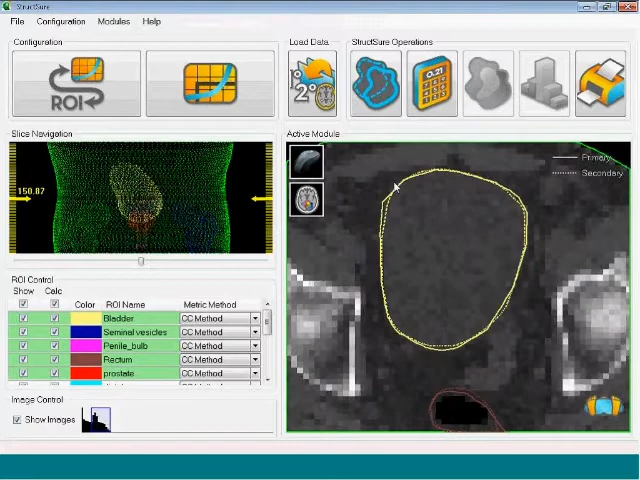 StructSure
File Configuration Modules Help
Configuration
Load Data
StructSure Operations
ROI
1° 2°
0.21
Slice Navigation
Active Module
150.87
Primary
Secondary
ROI Control
Show Calc
Color ROI Name Metric Method
Bladder CC Method
Seminal vesicles CC Method
Penile_bulb CC Method
Rectum CC Method
prostate CC Method
Image Control
Show Images